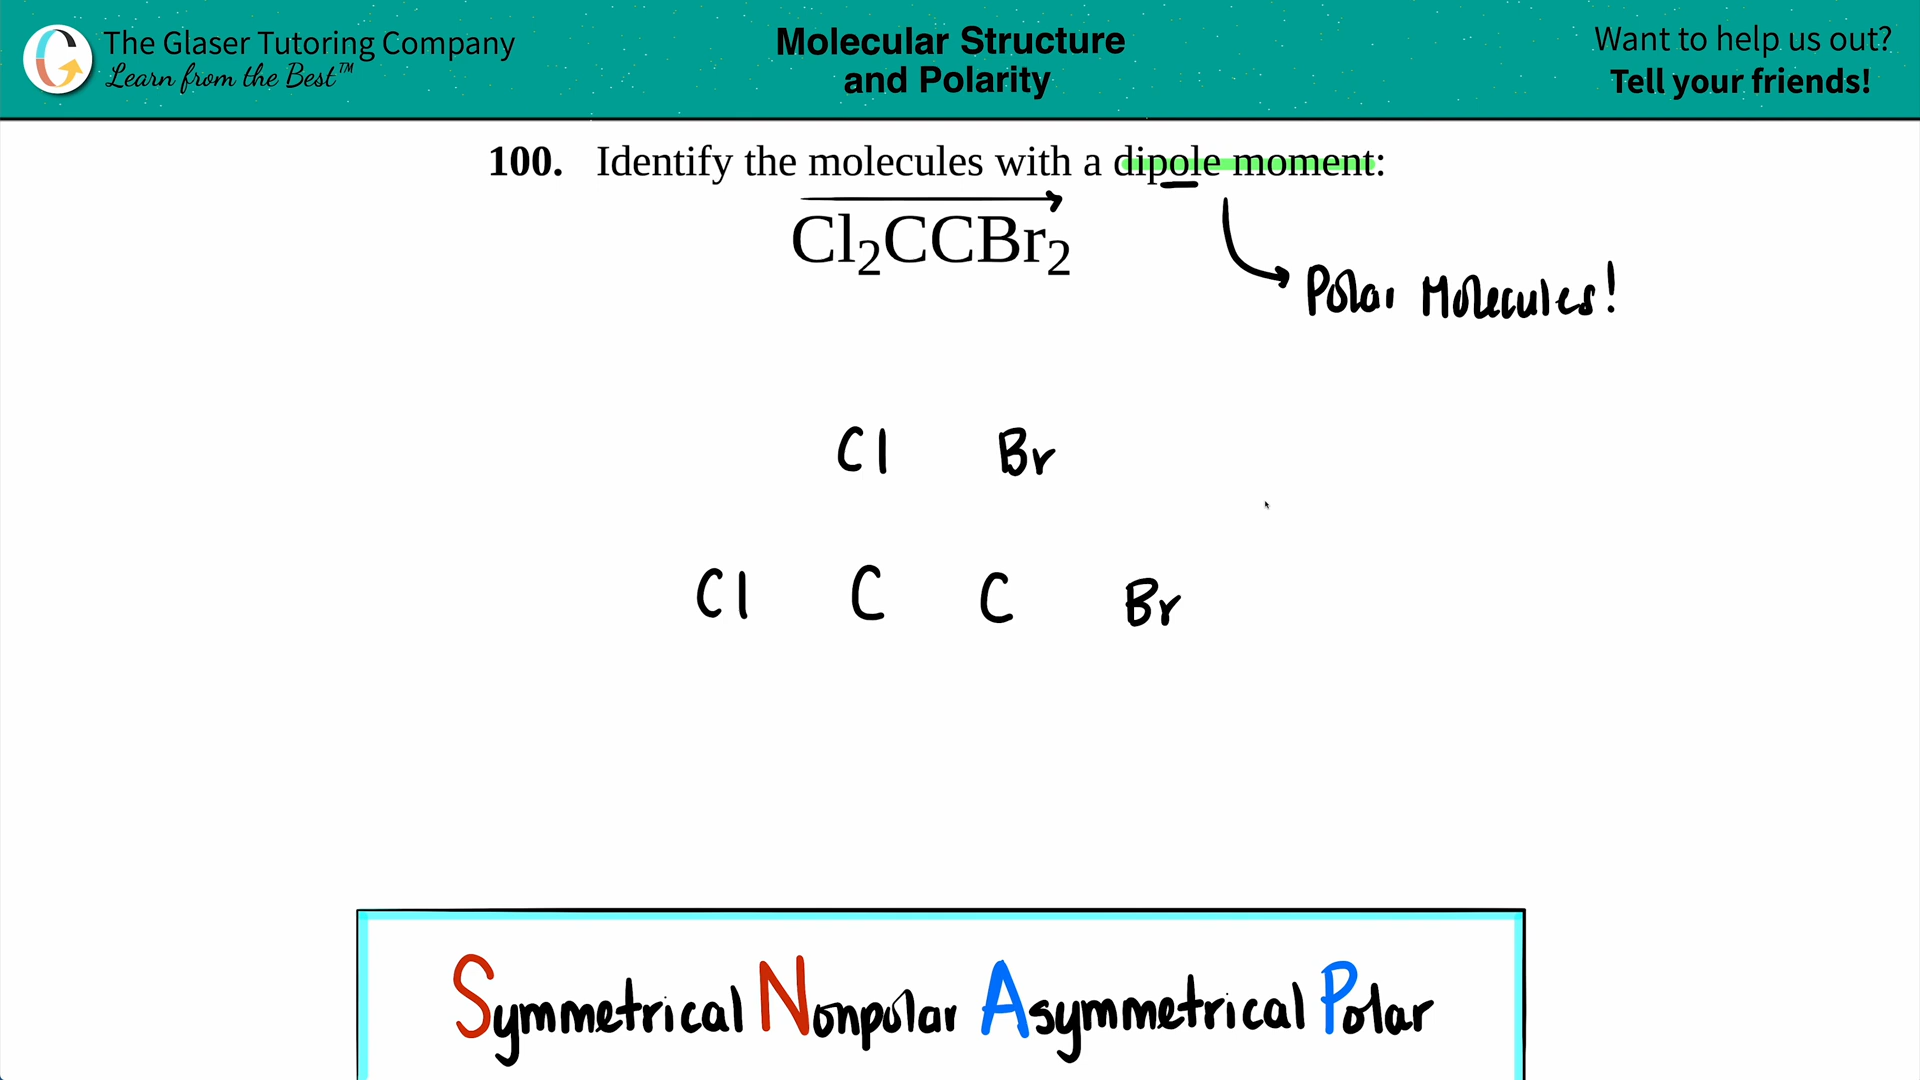 The Glaser Tutoring Company
Learn from the Best™
Molecular Structure
and Polarity
Want to help us out?
Tell your friends!
100. Identify the molecules with a dipole moment:
Cl₂CCBr₂
Polar Molecules!
Cl Br
Cl C C Br
Symmetrical Nonpolar Asymmetrical Polar